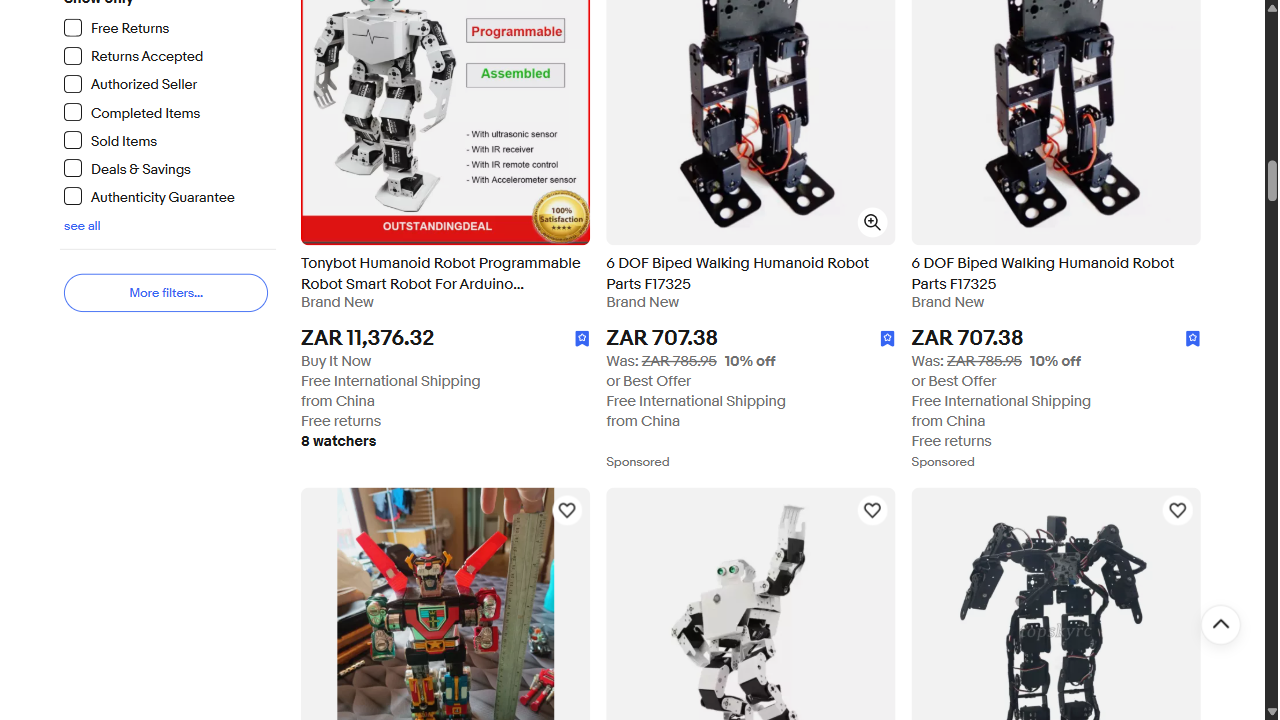 Show only
Free Returns
Returns Accepted
Authorized Seller
Completed Items
Sold Items
Deals & Savings
Authenticity Guarantee
see all
More filters...
Programmable
Assembled
- With ultrasonic sensor
- With IR receiver
- With IR remote control
- With Accelerometer sensor
100%
Satisfaction
OUTSTANDINGDEAL
Tonybot Humanoid Robot Programmable
Robot Smart Robot For Arduino...
Brand New
ZAR 11,376.32
Buy It Now
Free International Shipping
from China
Free returns
8 watchers
6 DOF Biped Walking Humanoid Robot
Parts F17325
Brand New
ZAR 707.38
Was: ZAR 785.95 10% off
or Best Offer
Free International Shipping
from China
Sponsored
6 DOF Biped Walking Humanoid Robot
Parts F17325
Brand New
ZAR 707.38
Was: ZAR 785.95 10% off
or Best Offer
Free International Shipping
from China
Free returns
Sponsored
topskyrc